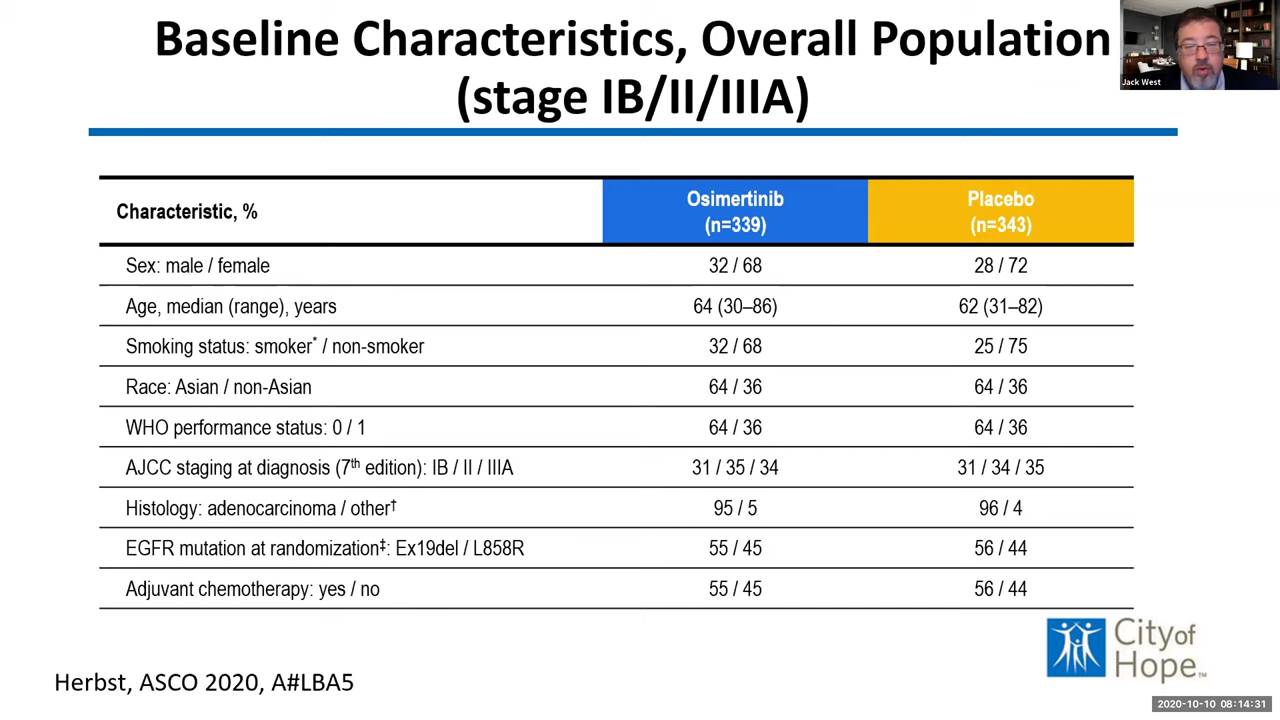 Baseline Characteristics, Overall Population
(stage IB/II/IIIA)
Jack West
Characteristic, % Osimertinib (n=339) Placebo (n=343)
Sex: male / female 32 / 68 28 / 72
Age, median (range), years 64 (30–86) 62 (31–82)
Smoking status: smoker* / non-smoker 32 / 68 25 / 75
Race: Asian / non-Asian 64 / 36 64 / 36
WHO performance status: 0 / 1 64 / 36 64 / 36
AJCC staging at diagnosis (7th edition): IB / II / IIIA 31 / 35 / 34 31 / 34 / 35
Histology: adenocarcinoma / other† 95 / 5 96 / 4
EGFR mutation at randomization‡: Ex19del / L858R 55 / 45 56 / 44
Adjuvant chemotherapy: yes / no 55 / 45 56 / 44
City of
Hope™
Herbst, ASCO 2020, A#LBA5
2020-10-10 08:14:31